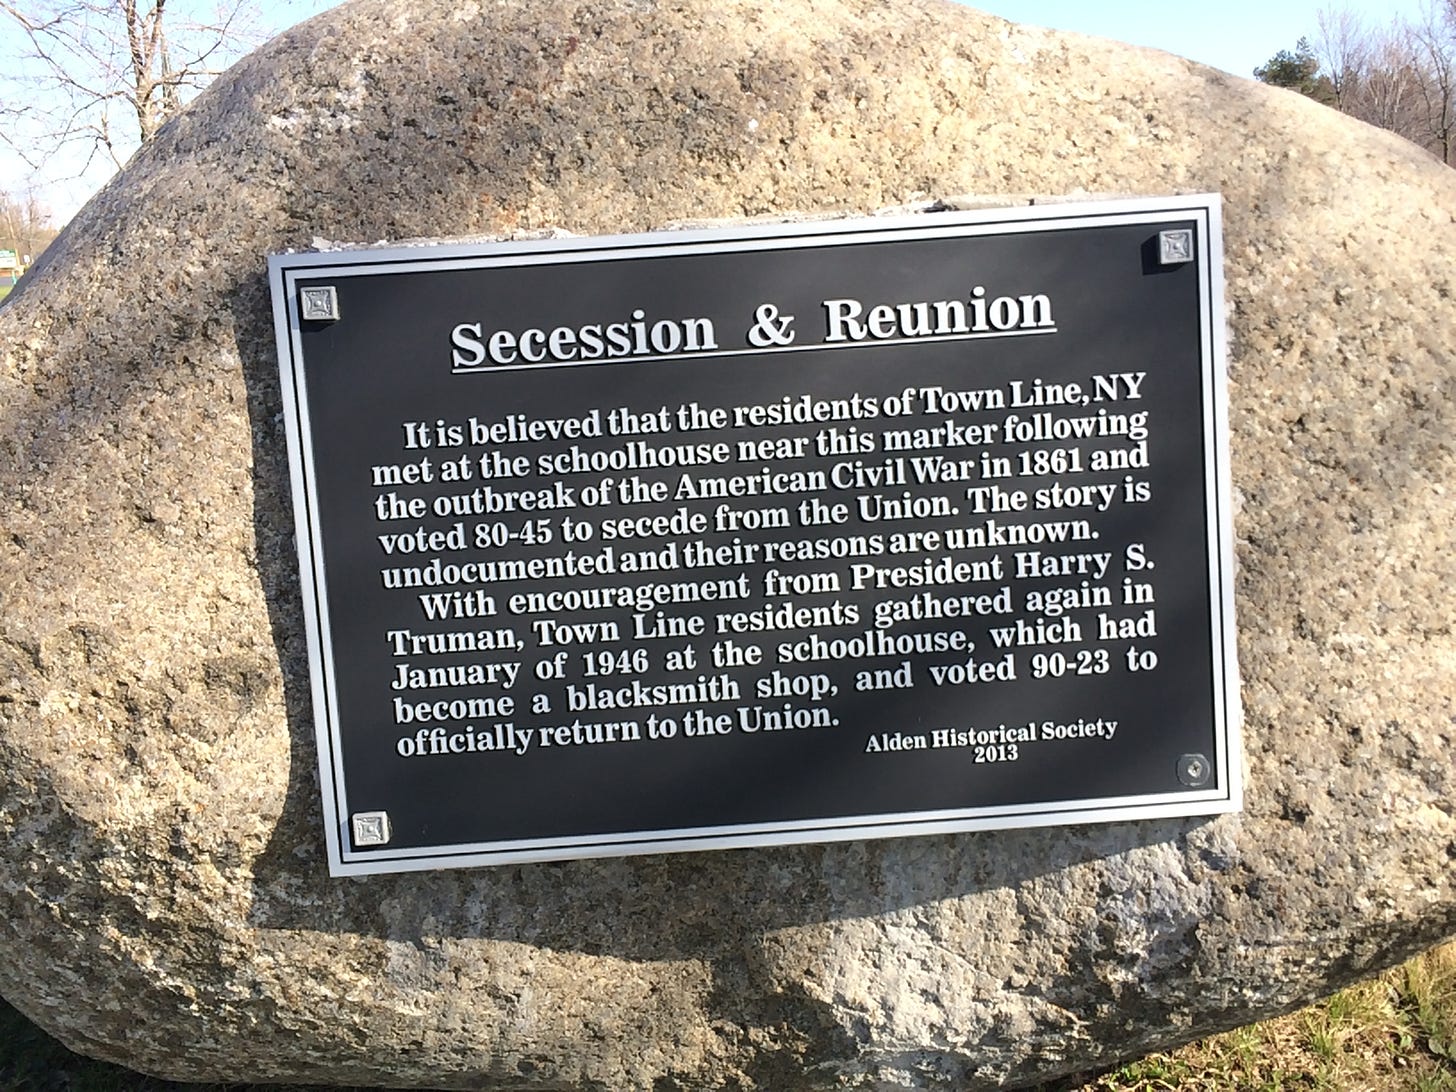 Secession & Reunion
It is believed that the residents of Town Line, NY
met at the schoolhouse near this marker following
the outbreak of the American Civil War in 1861 and
voted 80-45 to secede from the Union. The story is
undocumented and their reasons are unknown.
With encouragement from President Harry S.
Truman, Town Line residents gathered again in
January of 1946 at the schoolhouse, which had
become a blacksmith shop, and voted 90-23 to
officially return to the Union.
Alden Historical Society
2013